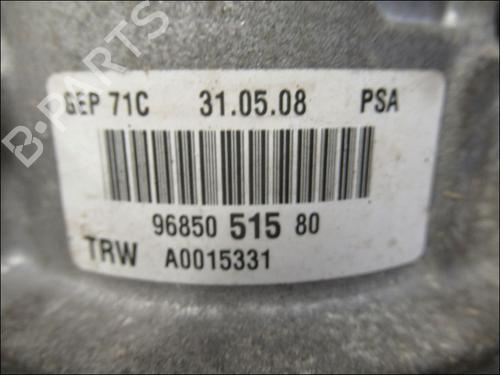 B-PARTS
GEP 71C 31.05.08 PSA
96850 515 80
TRW A0015331